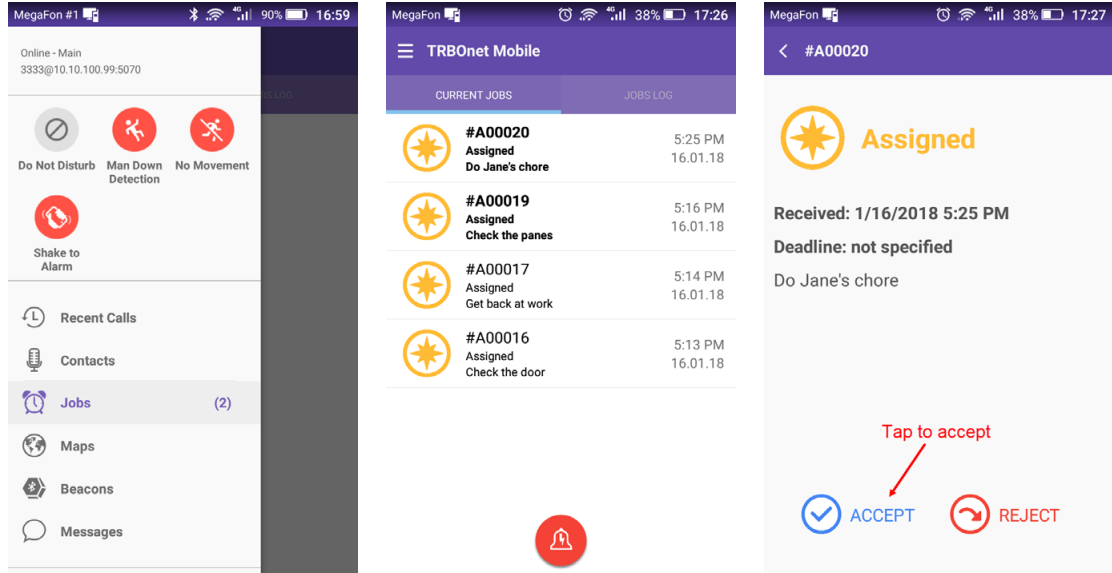 MegaFon #1 4G 90% 16:59
Online - Main
3333@10.10.100.99:5070
JS LOG
Do Not Disturb
Man Down
Detection
No Movement
Shake to
Alarm
Recent Calls
Contacts
Jobs (2)
Maps
Beacons
Messages
MegaFon 4G 38% 17:26
TRBOnet Mobile
CURRENT JOBS JOBS LOG
#A00020
Assigned
Do Jane's chore
5:25 PM
16.01.18
#A00019
Assigned
Check the panes
5:16 PM
16.01.18
#A00017
Assigned
Get back at work
5:14 PM
16.01.18
#A00016
Assigned
Check the door
5:13 PM
16.01.18
MegaFon 4G 38% 17:27
#A00020
Assigned
Received: 1/16/2018 5:25 PM
Deadline: not specified
Do Jane's chore
Tap to accept
ACCEPT REJECT